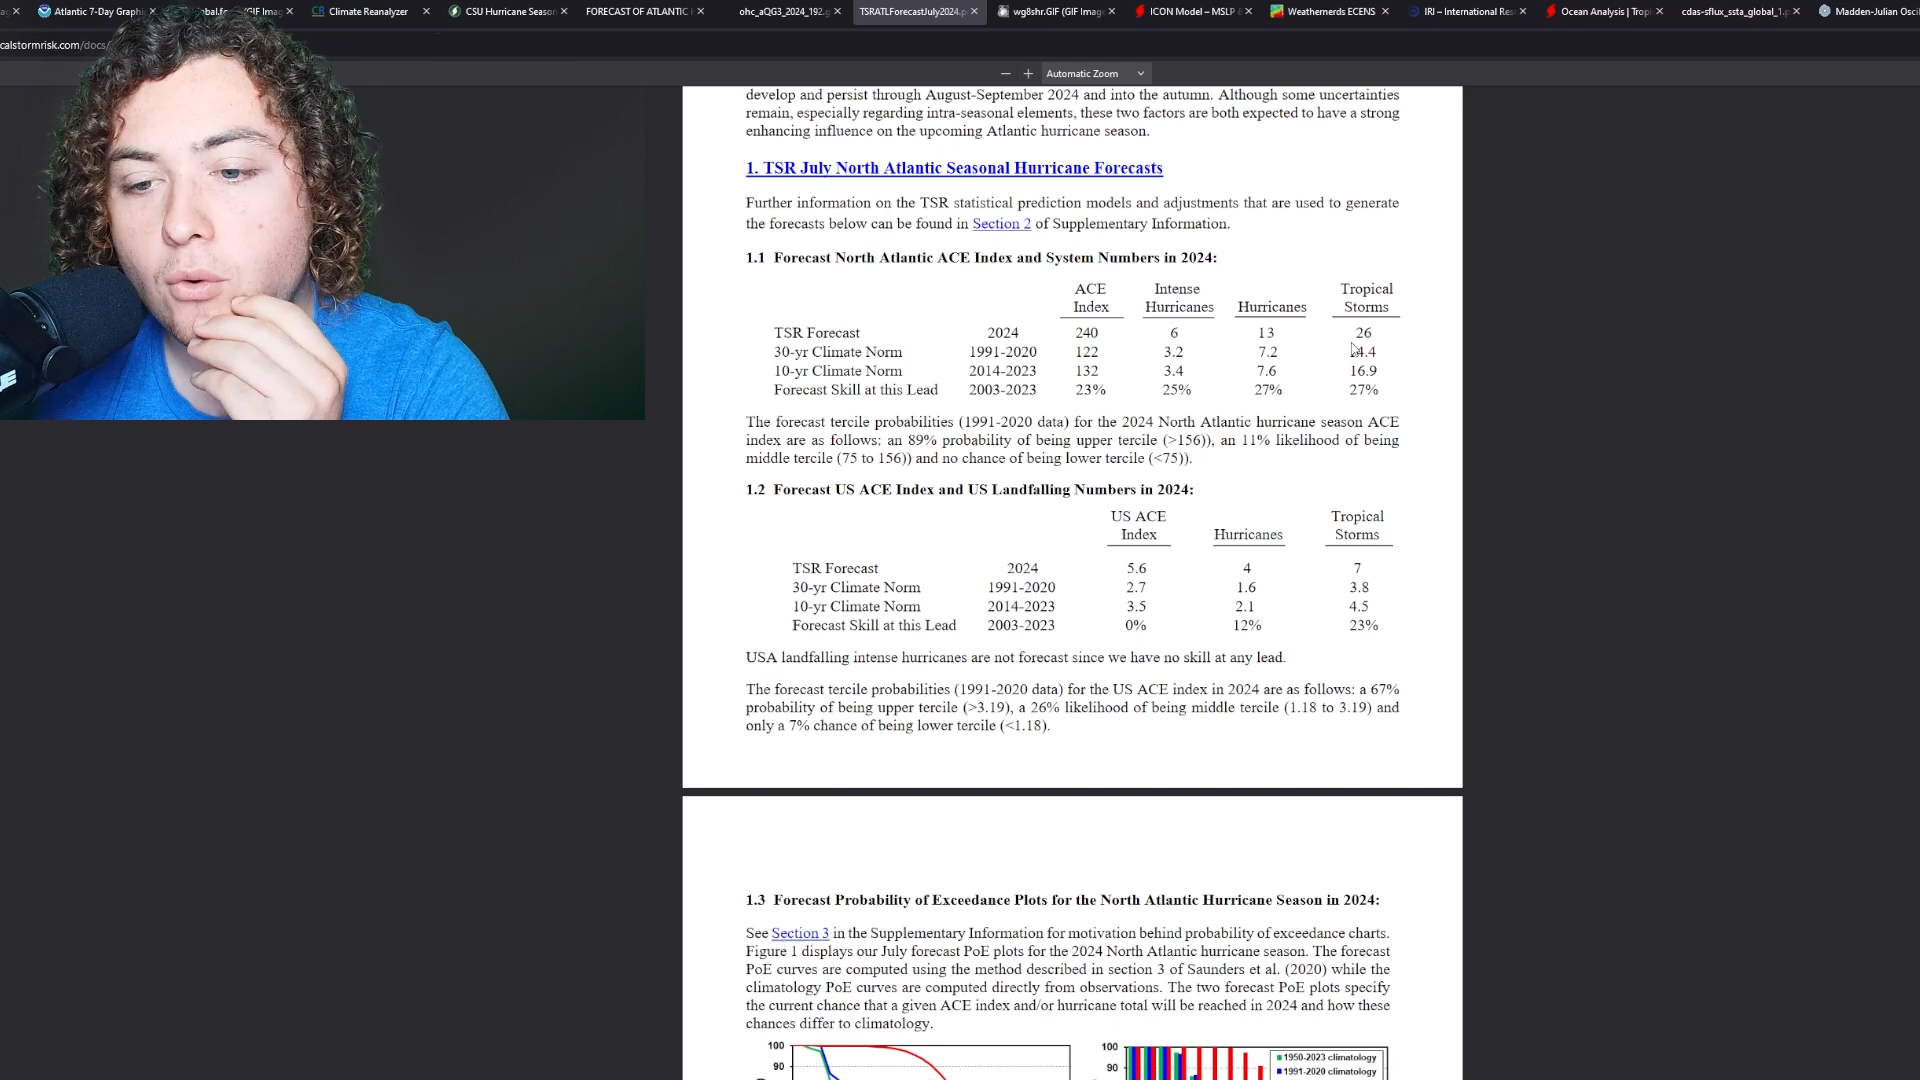 Atlantic 7-Day Graphi
(GIF Imag
Climate Reanalyzer
CSU Hurricane Season
FORECAST OF ATLANTIC
ohc_aQG3_2024_192.g
TSRATLForecastJuly2024.p
wg8shr.GIF (GIF Imag
ICON Model – MSLP
Weathernerds ECENS
IRI – International Res
Ocean Analysis | Trop
cdas-sflux_ssta_global_1.p
Madden-Julian Osci
calstormrisk.com/docs/
Automatic Zoom
develop and persist through August-September 2024 and into the autumn. Although some uncertainties
remain, especially regarding intra-seasonal elements, these two factors are both expected to have a strong
enhancing influence on the upcoming Atlantic hurricane season.
1. TSR July North Atlantic Seasonal Hurricane Forecasts
Further information on the TSR statistical prediction models and adjustments that are used to generate
the forecasts below can be found in Section 2 of Supplementary Information.
1.1 Forecast North Atlantic ACE Index and System Numbers in 2024:
ACE Intense Tropical
Index Hurricanes Hurricanes Storms
TSR Forecast 2024 240 6 13 26
30-yr Climate Norm 1991-2020 122 3.2 7.2 14.4
10-yr Climate Norm 2014-2023 132 3.4 7.6 16.9
Forecast Skill at this Lead 2003-2023 23% 25% 27% 27%
The forecast tercile probabilities (1991-2020 data) for the 2024 North Atlantic hurricane season ACE
index are as follows: an 89% probability of being upper tercile (>156)), an 11% likelihood of being
middle tercile (75 to 156)) and no chance of being lower tercile (<75)).
1.2 Forecast US ACE Index and US Landfalling Numbers in 2024:
US ACE Tropical
Index Hurricanes Storms
TSR Forecast 2024 5.6 4 7
30-yr Climate Norm 1991-2020 2.7 1.6 3.8
10-yr Climate Norm 2014-2023 3.5 2.1 4.5
Forecast Skill at this Lead 2003-2023 0% 12% 23%
USA landfalling intense hurricanes are not forecast since we have no skill at any lead.
The forecast tercile probabilities (1991-2020 data) for the US ACE index in 2024 are as follows: a 67%
probability of being upper tercile (>3.19), a 26% likelihood of being middle tercile (1.18 to 3.19) and
only a 7% chance of being lower tercile (<1.18).
1.3 Forecast Probability of Exceedance Plots for the North Atlantic Hurricane Season in 2024:
See Section 3 in the Supplementary Information for motivation behind probability of exceedance charts.
Figure 1 displays our July forecast PoE plots for the 2024 North Atlantic hurricane season. The forecast
PoE curves are computed using the method described in section 3 of Saunders et al. (2020) while the
climatology PoE curves are computed directly from observations. The two forecast PoE plots specify
the current chance that a given ACE index and/or hurricane total will be reached in 2024 and how these
chances differ to climatology.
100
90
100
90
1950-2023 climatology
1991-2020 climatology